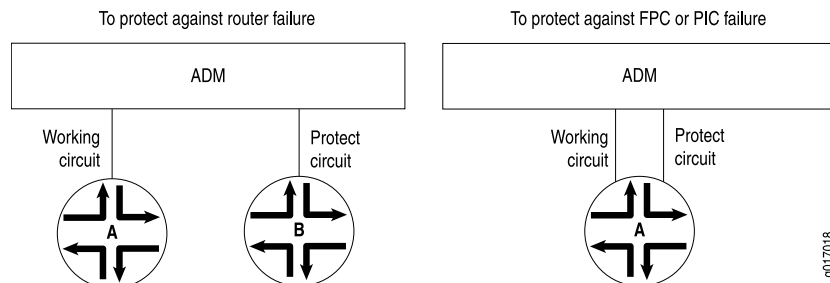 To protect against router failure
ADM
Working
circuit
Protect
circuit
A
B
To protect against FPC or PIC failure
ADM
Working
circuit
Protect
circuit
A
g017018